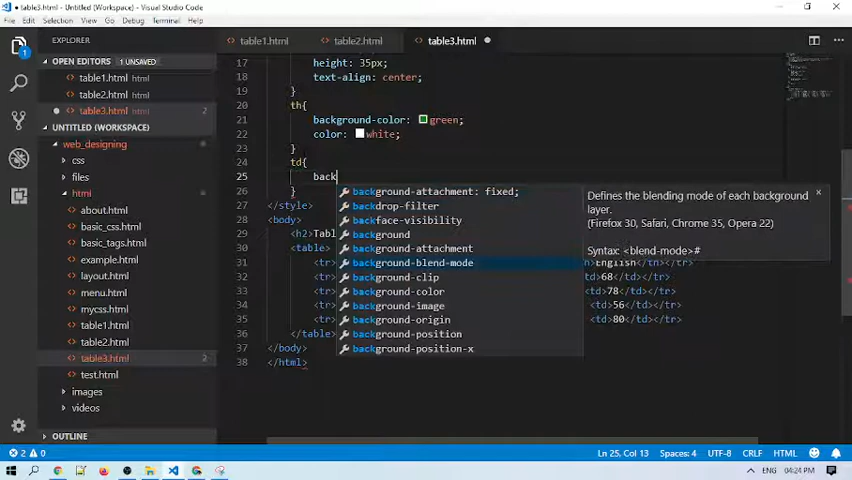 table3.html - Untitled (Workspace) - Visual Studio Code
File Edit Selection View Go Debug Terminal Help
EXPLORER
OPEN EDITORS 1 UNSAVED
table1.html html
table2.html html
table3.html html 2
UNTITLED (WORKSPACE)
web_designing
css
files
html
about.html
basic_css.html
basic_tags.html
example.html
layout.html
menu.html
mycss.html
table1.html
table2.html
table3.html 2
test.html
images
videos
OUTLINE
table1.html table2.html table3.html
17 height: 35px;
18 text-align: center;
19 }
20 th{
21 background-color: green;
22 color: white;
23 }
24 td{
25 back
26 }
27 </style>
28 <body>
29 <h2>Tabl
30 <table>
31 <tr> h>English</th></tr>
32 <tr> <td>68</td></tr>
33 <tr> <td>78</td></tr>
34 <tr> <td>56</td></tr>
35 <tr> <td>80</td></tr>
36 </table>
37 </body>
38 </html>
background-attachment: fixed;
backdrop-filter
backface-visibility
background
background-attachment
background-blend-mode
background-clip
background-color
background-image
background-origin
background-position
background-position-x
Defines the blending mode of each background
layer.
(Firefox 30, Safari, Chrome 35, Opera 22)
Syntax: <blend-mode>#
2 0 Ln 25, Col 13 Spaces: 4 UTF-8 CRLF HTML
ENG 04:24 PM